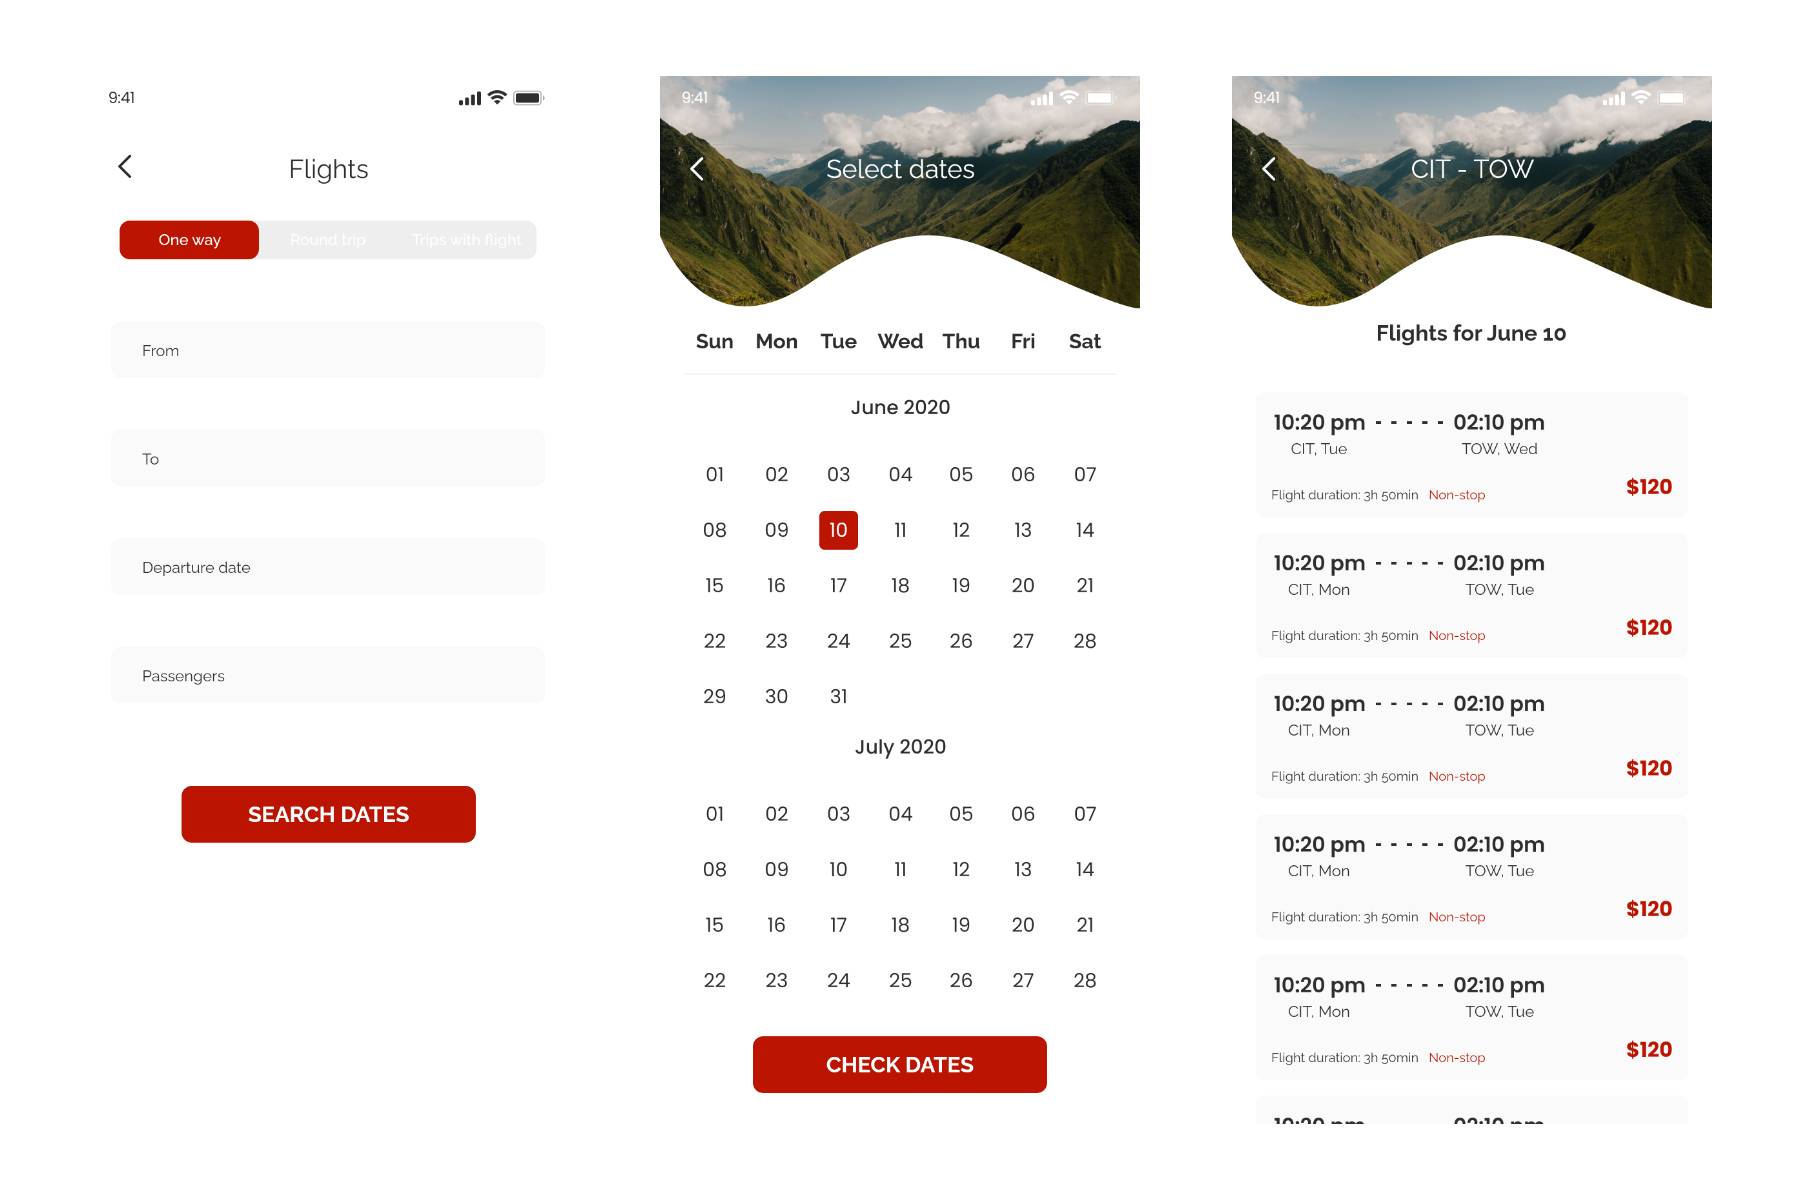 9:41
Flights
One way Round trip Trips with flight
From
To
Departure date
Passengers
SEARCH DATES
9:41
Select dates
Sun Mon Tue Wed Thu Fri Sat
June 2020
01 02 03 04 05 06 07
08 09 10 11 12 13 14
15 16 17 18 19 20 21
22 23 24 25 26 27 28
29 30 31
July 2020
01 02 03 04 05 06 07
08 09 10 11 12 13 14
15 16 17 18 19 20 21
22 23 24 25 26 27 28
CHECK DATES
9:41
CIT - TOW
Flights for June 10
10:20 pm - - - - - 02:10 pm
CIT, Tue TOW, Wed
Flight duration: 3h 50min Non-stop $120
10:20 pm - - - - - 02:10 pm
CIT, Mon TOW, Tue
Flight duration: 3h 50min Non-stop $120
10:20 pm - - - - - 02:10 pm
CIT, Mon TOW, Tue
Flight duration: 3h 50min Non-stop $120
10:20 pm - - - - - 02:10 pm
CIT, Mon TOW, Tue
Flight duration: 3h 50min Non-stop $120
10:20 pm - - - - - 02:10 pm
CIT, Mon TOW, Tue
Flight duration: 3h 50min Non-stop $120